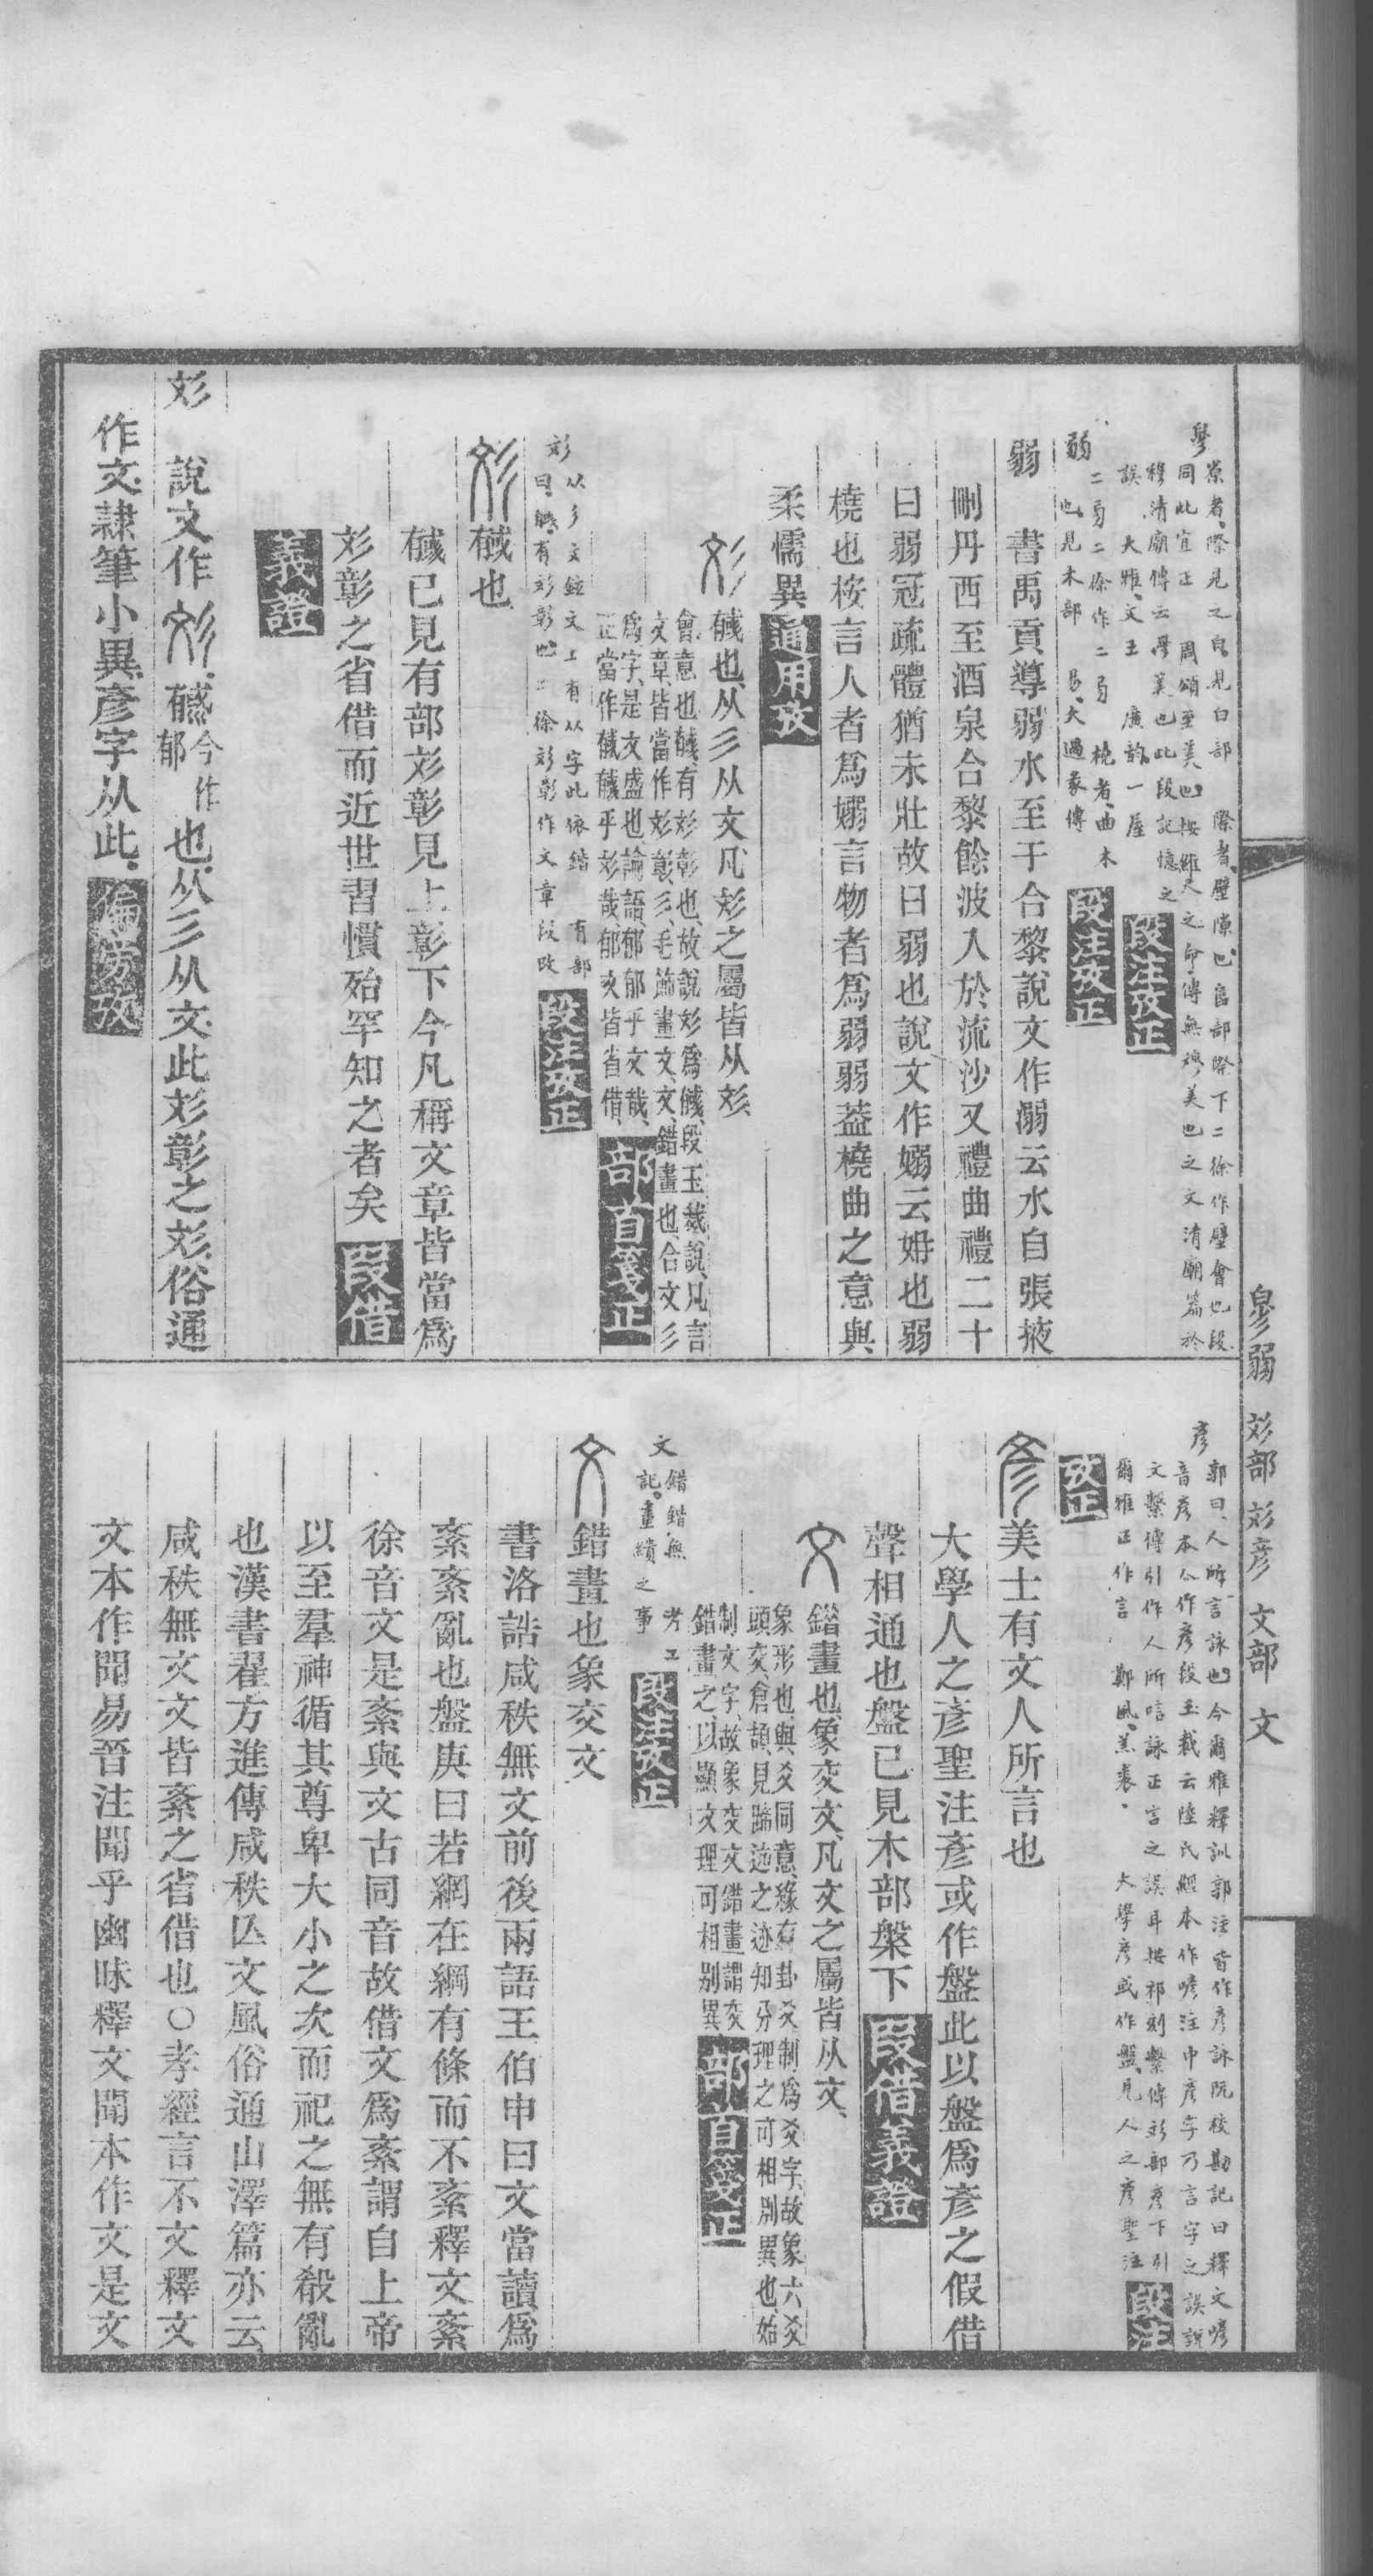 㣎弱 彣部 彣彥 文部 文
㣎
㝮者際見之白見白部 際者壁隙也𨸏部際下二徐作壁會也段
同此宜正 周頌至美也按維天之命傳無穆美也之文清廟篇於
穆清廟傳云穆美也此段記憶之
誤 大雅文王 廣韵一屋 段注攷正
弱
二𢎺二徐作二弓 橈者曲木
也見木部 易大過彖傳 段注攷正
弱 書禹貢導弱水至于合黎說文作溺云水自張掖
刪丹西至酒泉合黎餘波入於流沙又禮曲禮二十
曰弱冠疏體猶未壯故曰弱也說文作嫋云姌也弱
橈也桉言人者爲嫋言物者爲弱弱葢橈曲之意與
柔懦異 通用攷
彣 𢒰也从彡从文凡彣之屬皆从彣
會意也𢒰有彣彰也故說彣爲𢒰段玉裁說凡言
文章皆當作彣彰彡毛飾畫文文錯畫也合文彡
爲字是文盛也論語郁郁乎文哉
正當作𢒰𢒰乎彣哉郁文皆省借 部首箋正
彣
以彡文鉉文上有从字此依鍇 有部
曰𢒰有彣彰也二徐彣彰作文章段改 段注攷正
彣 𢒰也
𢒰已見有部彣彰見上彰下今凡稱文章皆當爲
彣彰之省借而近世習慣殆罕知之者矣 段借
義證
彣 說文作彣𢒰今作郁也从彡从文此彣彰之彣俗通
作文隷筆小異彥字从此 偏旁攷
彥
郭曰人所言詠也今爾雅釋訓郭注皆作彥詠阮校勘記曰釋文喭
音彥本今作彥段玉裁云陸氏經本作喭注中彥字乃言字之誤說
文繫傳引作人所唁詠正言之誤耳按祁刻繫傳彣部彥下引
爾雅正作言 鄭風羔裘 大學彥或作盤見人之彥聖注 段注
攷正
彥 美士有文人所言也
大學人之彥聖注彥或作盤此以盤爲彥之假借
聲相通也盤已見木部槃下 段借義證
文 錯畫也象交文凡文之屬皆从文
象形也與爻同意緣有卦爻制爲爻字故象六爻
頭交倉頡見蹏迒之迹知分理之可相別異也始
制文字故象交文錯畫謂交
錯畫之以顯文理可相別異 部首箋正
文
錯鍇無 考工
記畫繢之事 段注攷正
文 錯畫也象交文
書洛誥咸秩無文前後兩語王伯申曰文當讀爲
紊紊亂也盤庚曰若網在綱有條而不紊釋文紊
徐音文是紊與文古同音故借文爲紊謂自上帝
以至羣神循其尊卑大小之次而祀之無有殽亂
也漢書翟方進傳咸秩亾文風俗通山澤篇亦云
咸秩無文文皆紊之省借也○孝經言不文釋文
文本作聞易晉注聞乎幽昧釋文聞本作文是文